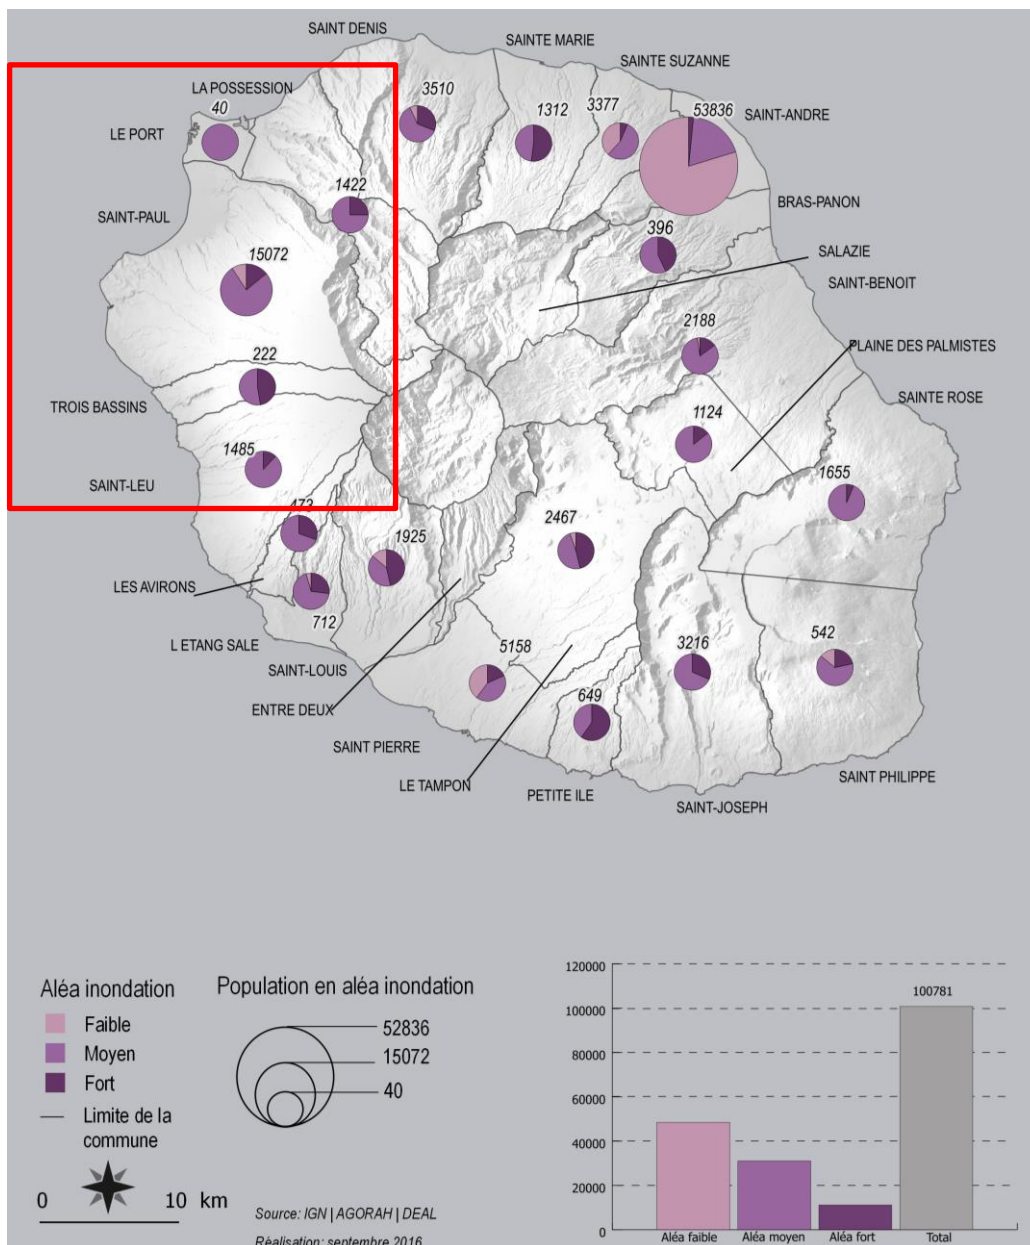 SAINT DENIS
SAINTE MARIE
SAINTE SUZANNE
LA POSSESSION
3510
1312
3377
53836
SAINT-ANDRE
40
LE PORT
1422
BRAS-PANON
SAINT-PAUL
396
SALAZIE
15072
SAINT-BENOIT
2188
PLAINE DES PALMISTES
222
SAINTE ROSE
TROIS BASSINS
1124
1485
1655
SAINT-LEU
473
2467
1925
LES AVIRONS
712
L ETANG SALE
5158
3216
542
SAINT-LOUIS
649
ENTRE DEUX
SAINT PIERRE
SAINT PHILIPPE
LE TAMPON
PETITE ILE
SAINT-JOSEPH
Aléa inondation
Faible
Moyen
Fort
Limite de la
commune
0 10 km
Population en aléa inondation
52836
15072
40
Source: IGN | AGORAH | DEAL
Réalisation: septembre 2016
120000
100000
80000
60000
40000
20000
0
100781
Aléa faible Aléa moyen Aléa fort Total